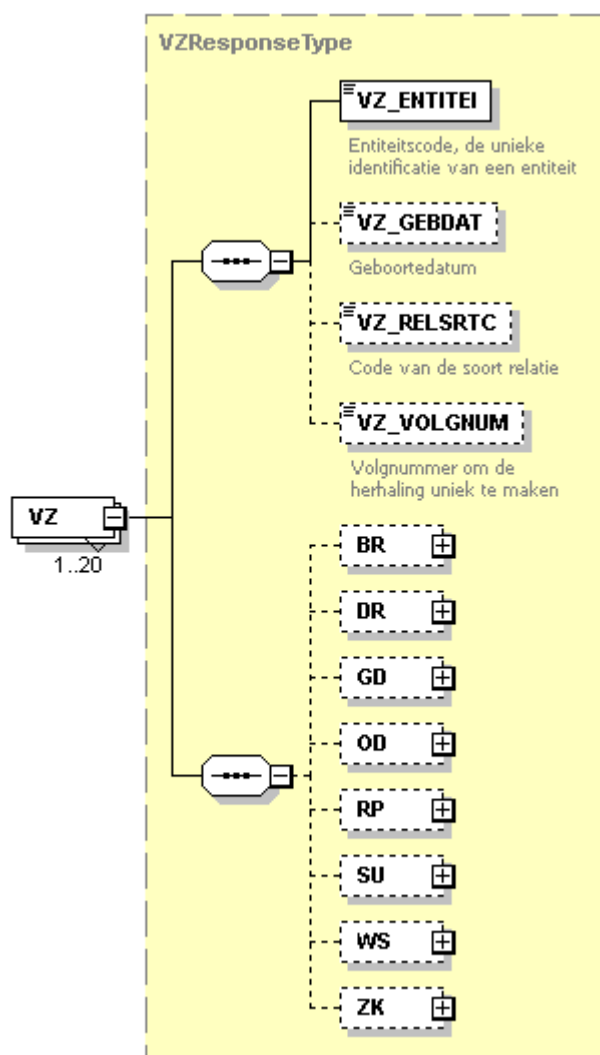 VZResponseType
VZ_ENTITEI
Entiteitscode, de unieke
identificatie van een entiteit
VZ_GEBDAT
Geboortedatum
VZ_RELSRTC
Code van de soort relatie
VZ_VOLGNUM
Volgnummer om de
herhaling uniek te maken
VZ
1..20
BR
DR
GD
OD
RP
SU
WS
ZK